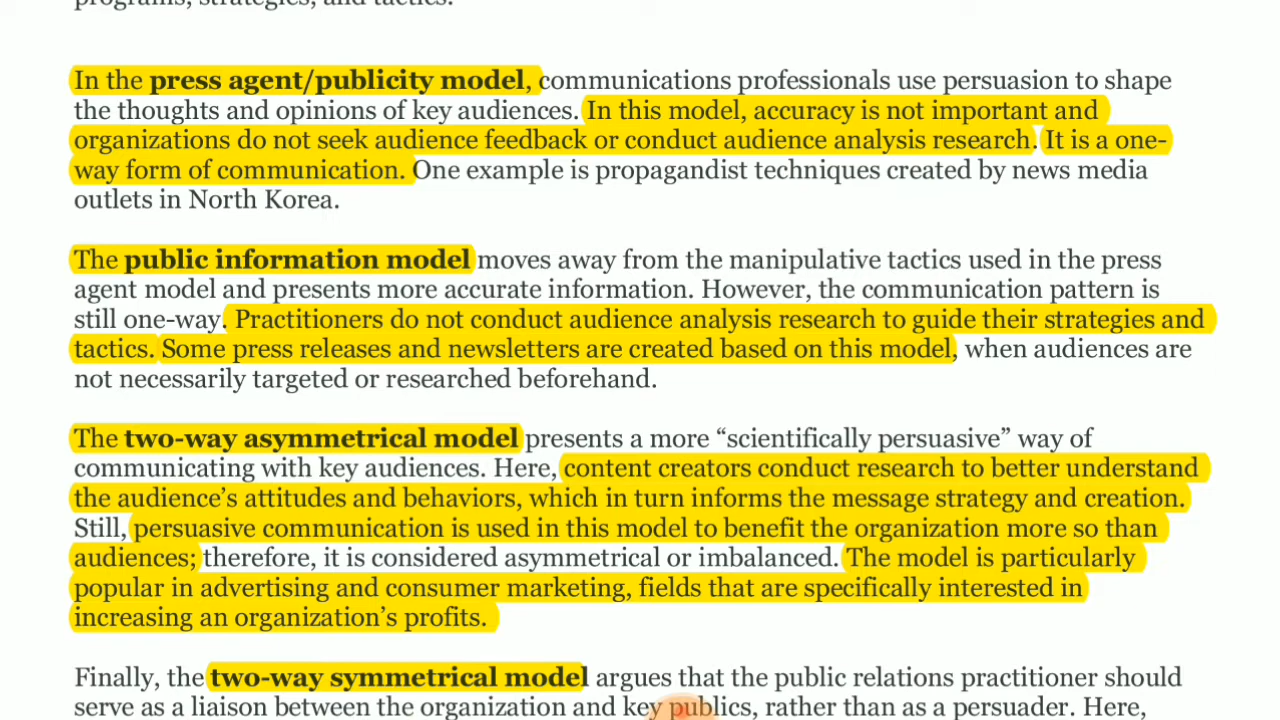 programs, strategies, and tactics.
In the press agent/publicity model, communications professionals use persuasion to shape
the thoughts and opinions of key audiences. In this model, accuracy is not important and
organizations do not seek audience feedback or conduct audience analysis research. It is a one-
way form of communication. One example is propagandist techniques created by news media
outlets in North Korea.
The public information model moves away from the manipulative tactics used in the press
agent model and presents more accurate information. However, the communication pattern is
still one-way. Practitioners do not conduct audience analysis research to guide their strategies and
tactics. Some press releases and newsletters are created based on this model, when audiences are
not necessarily targeted or researched beforehand.
The two-way asymmetrical model presents a more “scientifically persuasive” way of
communicating with key audiences. Here, content creators conduct research to better understand
the audience’s attitudes and behaviors, which in turn informs the message strategy and creation.
Still, persuasive communication is used in this model to benefit the organization more so than
audiences; therefore, it is considered asymmetrical or imbalanced. The model is particularly
popular in advertising and consumer marketing, fields that are specifically interested in
increasing an organization’s profits.
Finally, the two-way symmetrical model argues that the public relations practitioner should
serve as a liaison between the organization and key publics, rather than as a persuader. Here,